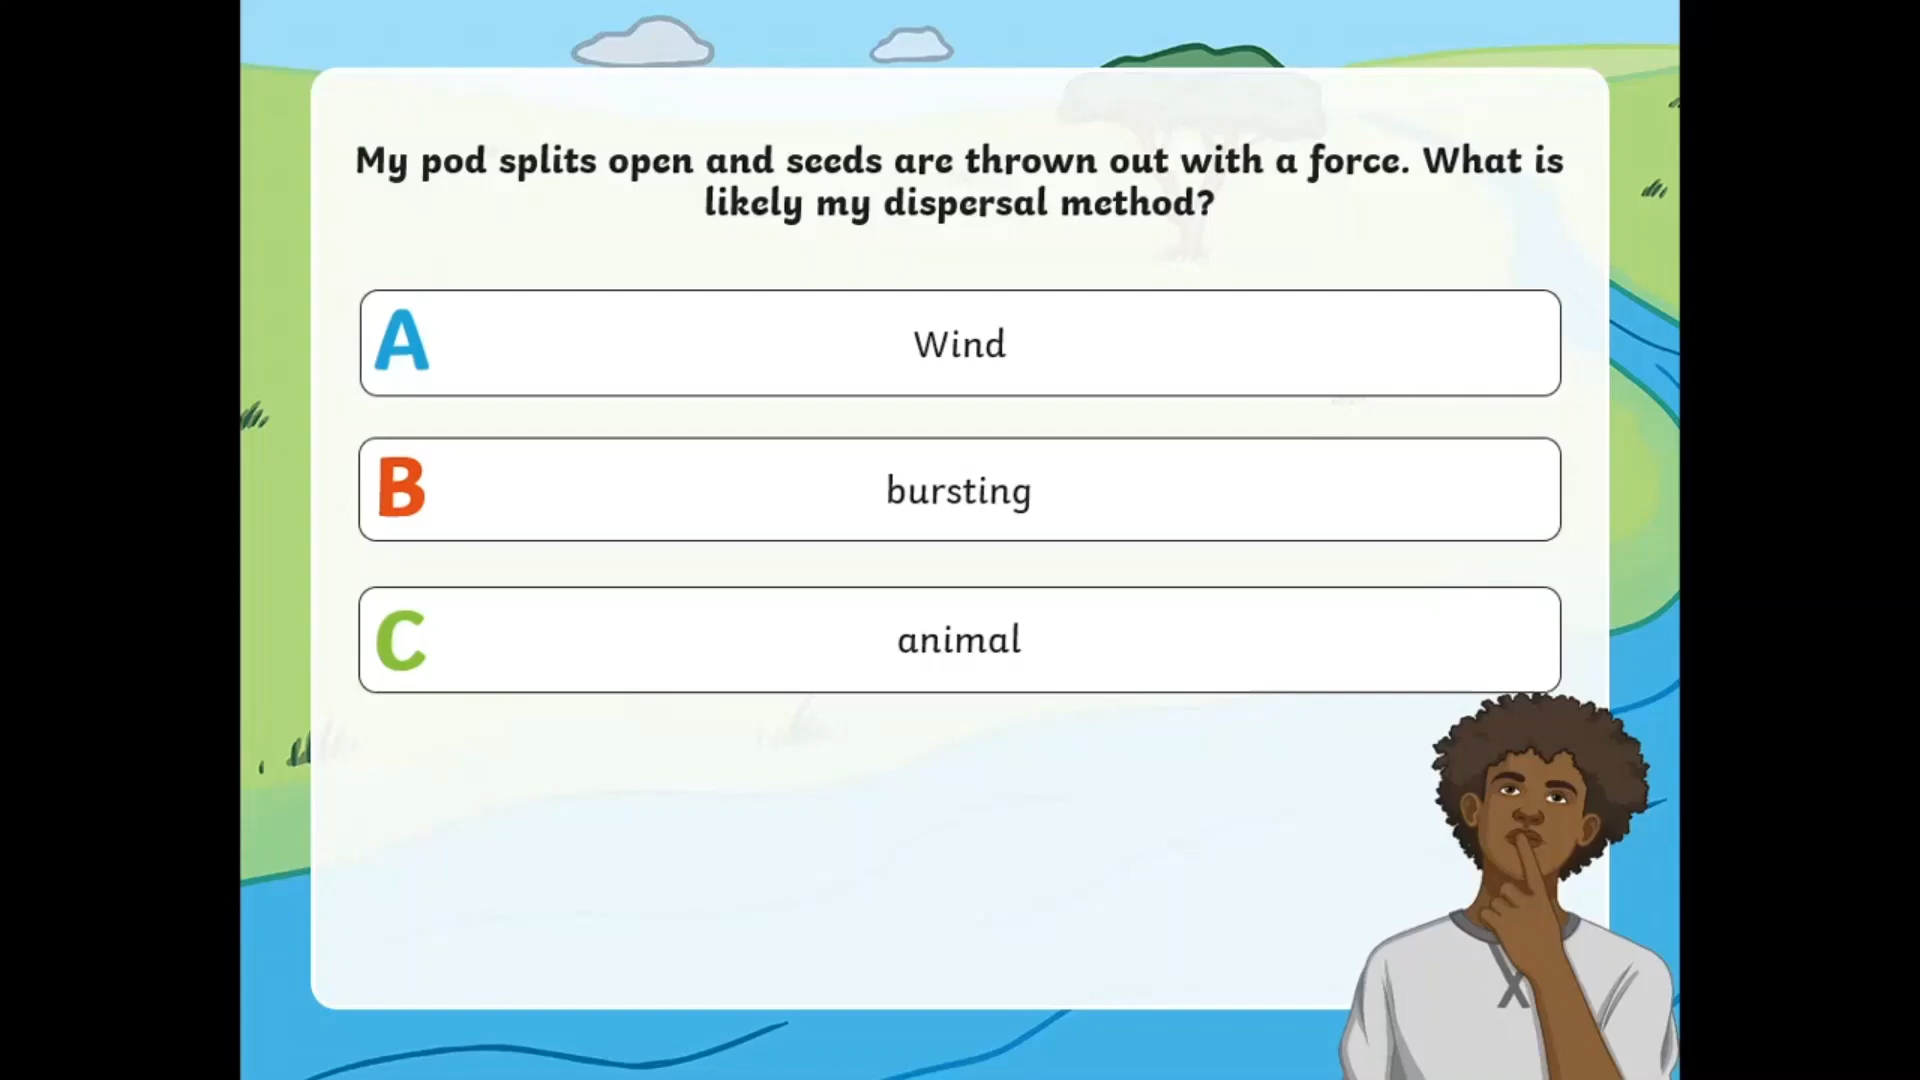 My pod splits open and seeds are thrown out with a force. What is
likely my dispersal method?
A Wind
B bursting
C animal